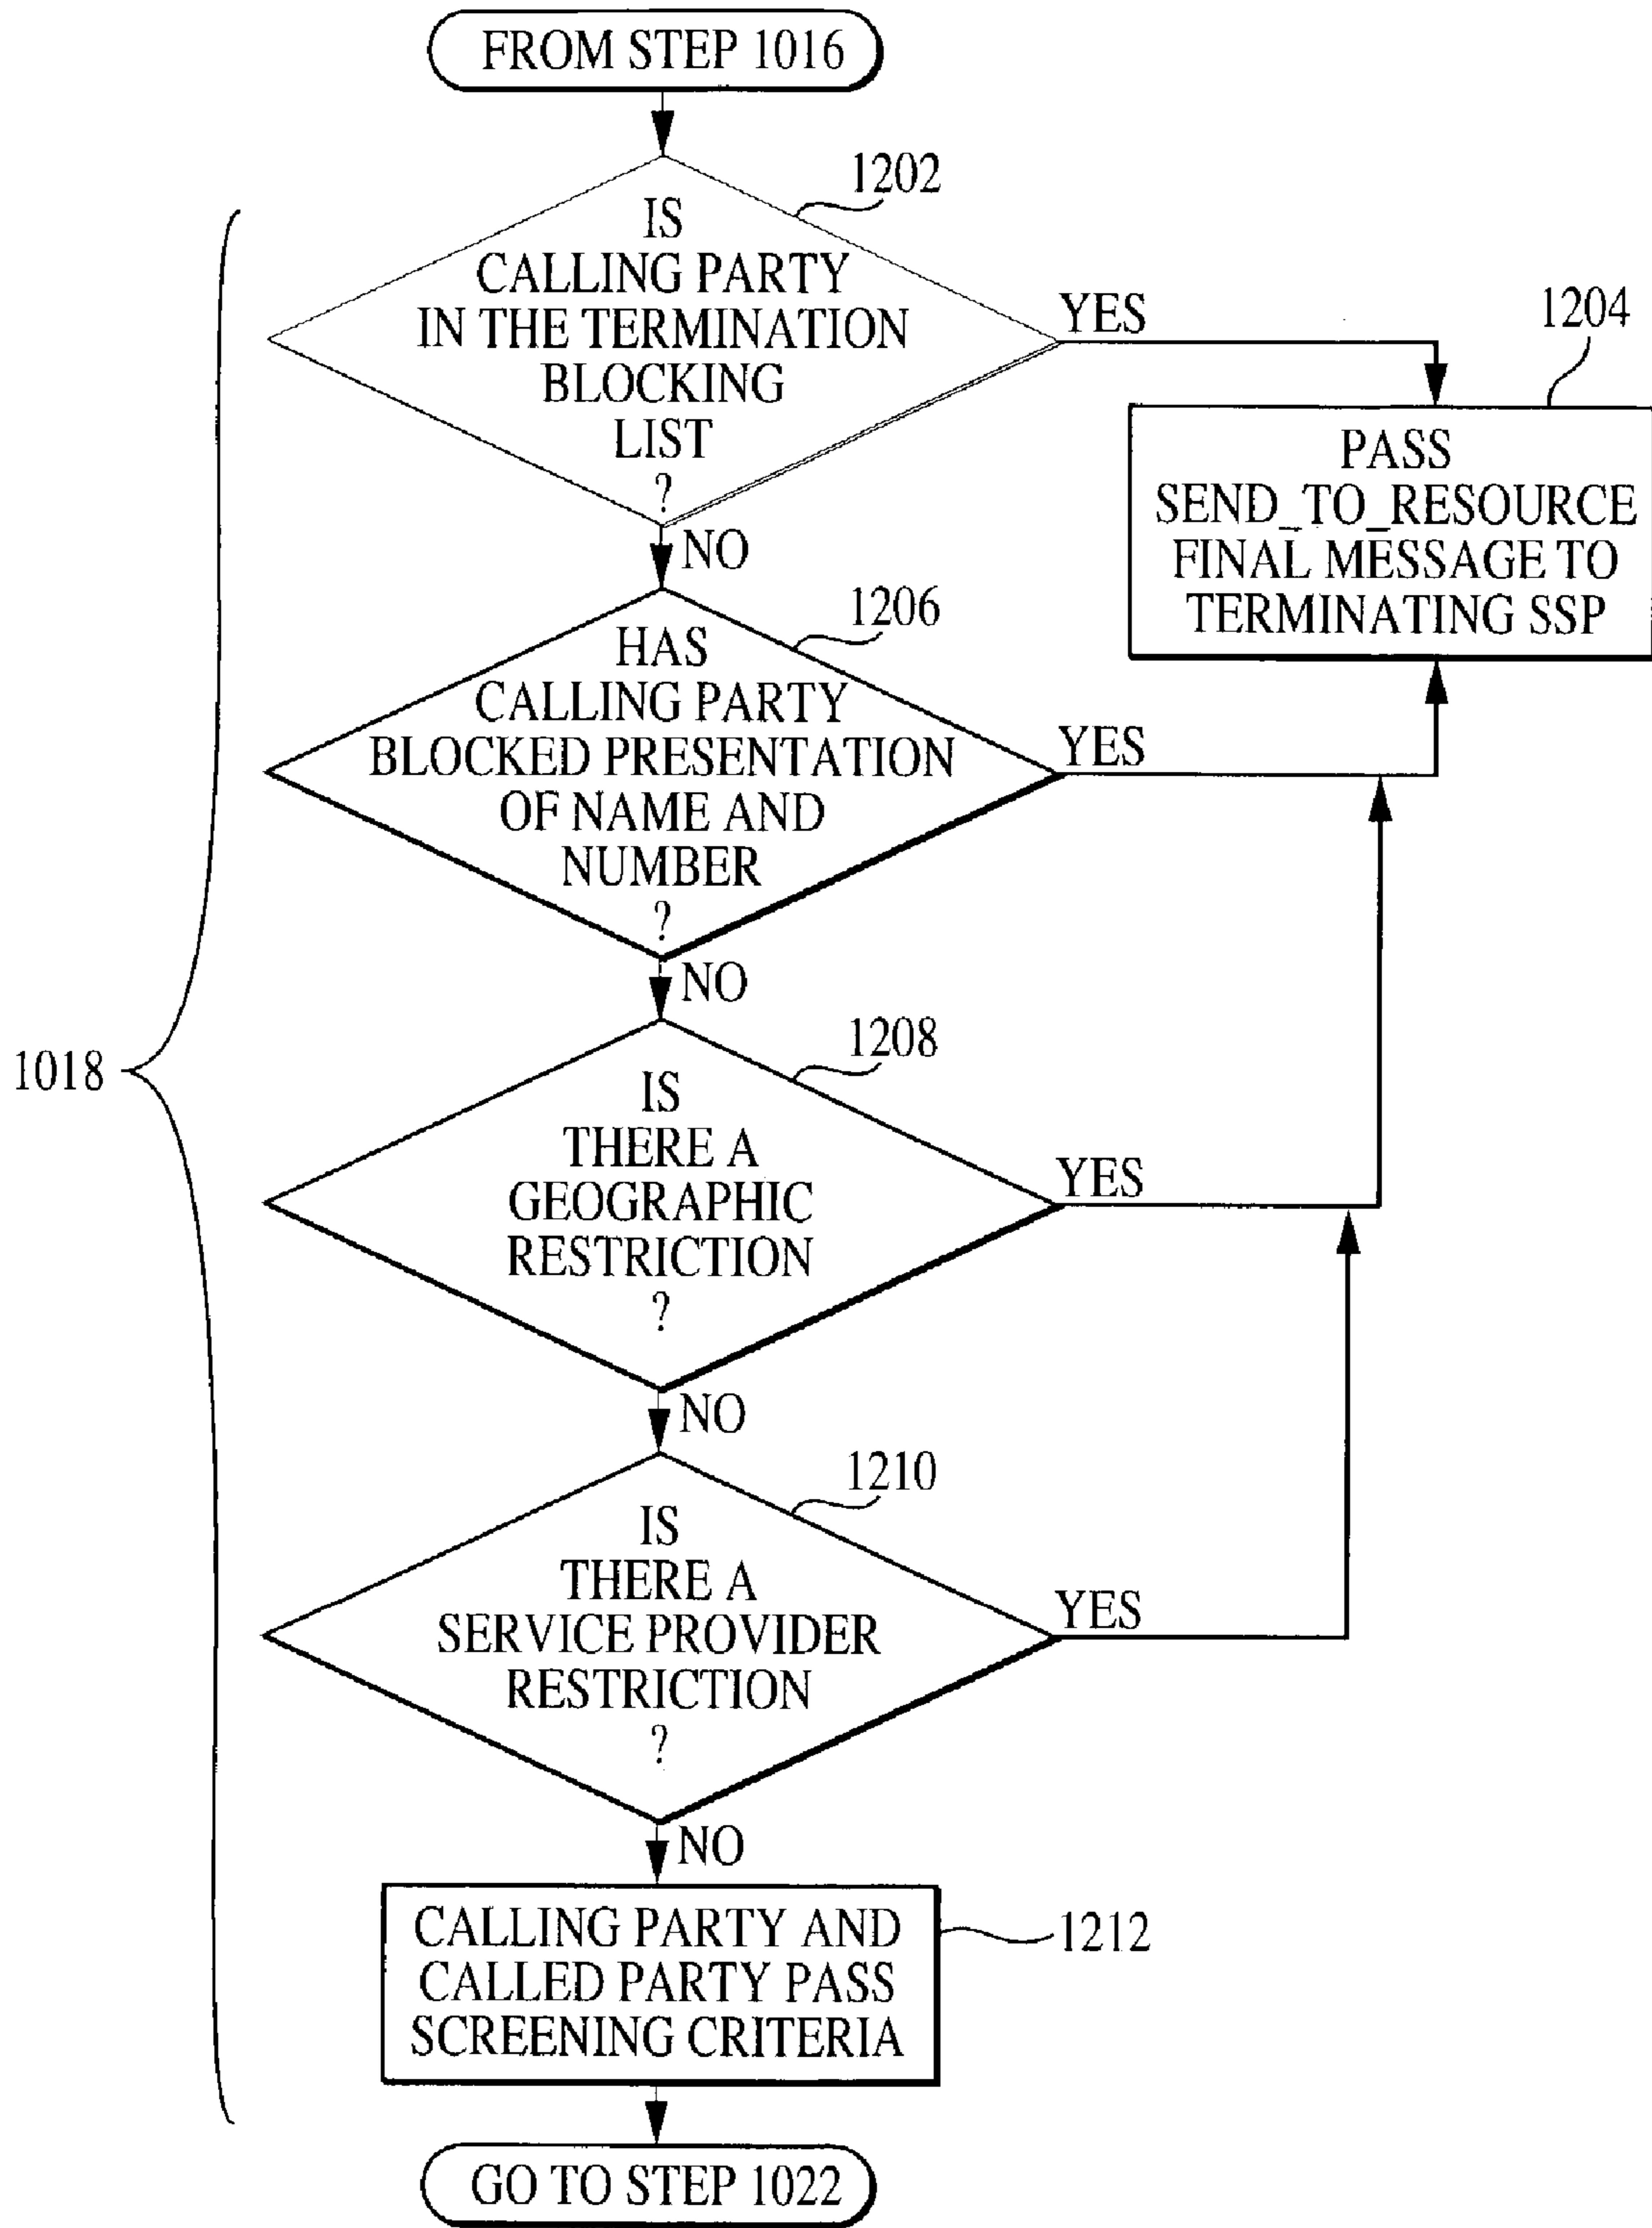 FROM STEP 1016
1202
IS
CALLING PARTY
IN THE TERMINATION
BLOCKING
LIST
?
YES
1204
PASS
SEND_TO_RESOURCE
FINAL MESSAGE TO
TERMINATING SSP
NO
1206
HAS
CALLING PARTY
BLOCKED PRESENTATION
OF NAME AND
NUMBER
?
YES
NO
1018
1208
IS
THERE A
GEOGRAPHIC
RESTRICTION
?
YES
NO
1210
IS
THERE A
SERVICE PROVIDER
RESTRICTION
?
YES
NO
CALLING PARTY AND
CALLED PARTY PASS
SCREENING CRITERIA
1212
GO TO STEP 1022